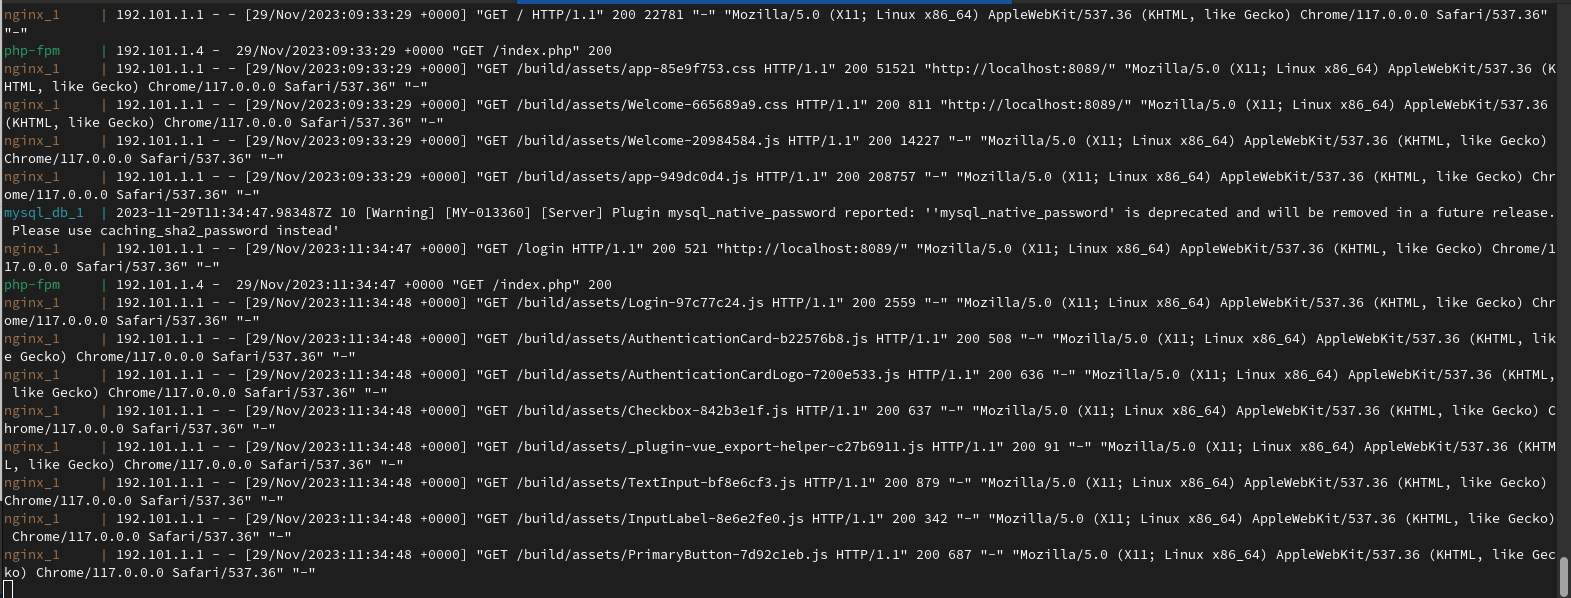 nginx_1     | 192.101.1.1 - - [29/Nov/2023:09:33:29 +0000] "GET / HTTP/1.1" 200 22781 "-" "Mozilla/5.0 (X11; Linux x86_64) AppleWebKit/537.36 (KHTML, like Gecko) Chrome/117.0.0.0 Safari/537.36"
"-"
php-fpm     | 192.101.1.4 -  29/Nov/2023:09:33:29 +0000 "GET /index.php" 200
nginx_1     | 192.101.1.1 - - [29/Nov/2023:09:33:29 +0000] "GET /build/assets/app-85e9f753.css HTTP/1.1" 200 51521 "http://localhost:8089/" "Mozilla/5.0 (X11; Linux x86_64) AppleWebKit/537.36 (K
HTML, like Gecko) Chrome/117.0.0.0 Safari/537.36" "-"
nginx_1     | 192.101.1.1 - - [29/Nov/2023:09:33:29 +0000] "GET /build/assets/Welcome-665689a9.css HTTP/1.1" 200 811 "http://localhost:8089/" "Mozilla/5.0 (X11; Linux x86_64) AppleWebKit/537.36
(KHTML, like Gecko) Chrome/117.0.0.0 Safari/537.36" "-"
nginx_1     | 192.101.1.1 - - [29/Nov/2023:09:33:29 +0000] "GET /build/assets/Welcome-20984584.js HTTP/1.1" 200 14227 "-" "Mozilla/5.0 (X11; Linux x86_64) AppleWebKit/537.36 (KHTML, like Gecko)
Chrome/117.0.0.0 Safari/537.36" "-"
nginx_1     | 192.101.1.1 - - [29/Nov/2023:09:33:29 +0000] "GET /build/assets/app-949dc0d4.js HTTP/1.1" 200 208757 "-" "Mozilla/5.0 (X11; Linux x86_64) AppleWebKit/537.36 (KHTML, like Gecko) Chr
ome/117.0.0.0 Safari/537.36" "-"
mysql_db_1  | 2023-11-29T11:34:47.983487Z 10 [Warning] [MY-013360] [Server] Plugin mysql_native_password reported: ''mysql_native_password' is deprecated and will be removed in a future release.
 Please use caching_sha2_password instead'
nginx_1     | 192.101.1.1 - - [29/Nov/2023:11:34:47 +0000] "GET /login HTTP/1.1" 200 521 "http://localhost:8089/" "Mozilla/5.0 (X11; Linux x86_64) AppleWebKit/537.36 (KHTML, like Gecko) Chrome/1
17.0.0.0 Safari/537.36" "-"
php-fpm     | 192.101.1.4 -  29/Nov/2023:11:34:47 +0000 "GET /index.php" 200
nginx_1     | 192.101.1.1 - - [29/Nov/2023:11:34:48 +0000] "GET /build/assets/Login-97c77c24.js HTTP/1.1" 200 2559 "-" "Mozilla/5.0 (X11; Linux x86_64) AppleWebKit/537.36 (KHTML, like Gecko) Chr
ome/117.0.0.0 Safari/537.36" "-"
nginx_1     | 192.101.1.1 - - [29/Nov/2023:11:34:48 +0000] "GET /build/assets/AuthenticationCard-b22576b8.js HTTP/1.1" 200 508 "-" "Mozilla/5.0 (X11; Linux x86_64) AppleWebKit/537.36 (KHTML, lik
e Gecko) Chrome/117.0.0.0 Safari/537.36" "-"
nginx_1     | 192.101.1.1 - - [29/Nov/2023:11:34:48 +0000] "GET /build/assets/AuthenticationCardLogo-7200e533.js HTTP/1.1" 200 636 "-" "Mozilla/5.0 (X11; Linux x86_64) AppleWebKit/537.36 (KHTML,
 like Gecko) Chrome/117.0.0.0 Safari/537.36" "-"
nginx_1     | 192.101.1.1 - - [29/Nov/2023:11:34:48 +0000] "GET /build/assets/Checkbox-842b3e1f.js HTTP/1.1" 200 637 "-" "Mozilla/5.0 (X11; Linux x86_64) AppleWebKit/537.36 (KHTML, like Gecko) C
hrome/117.0.0.0 Safari/537.36" "-"
nginx_1     | 192.101.1.1 - - [29/Nov/2023:11:34:48 +0000] "GET /build/assets/_plugin-vue_export-helper-c27b6911.js HTTP/1.1" 200 91 "-" "Mozilla/5.0 (X11; Linux x86_64) AppleWebKit/537.36 (KHTM
L, like Gecko) Chrome/117.0.0.0 Safari/537.36" "-"
nginx_1     | 192.101.1.1 - - [29/Nov/2023:11:34:48 +0000] "GET /build/assets/TextInput-bf8e6cf3.js HTTP/1.1" 200 879 "-" "Mozilla/5.0 (X11; Linux x86_64) AppleWebKit/537.36 (KHTML, like Gecko)
Chrome/117.0.0.0 Safari/537.36" "-"
nginx_1     | 192.101.1.1 - - [29/Nov/2023:11:34:48 +0000] "GET /build/assets/InputLabel-8e6e2fe0.js HTTP/1.1" 200 342 "-" "Mozilla/5.0 (X11; Linux x86_64) AppleWebKit/537.36 (KHTML, like Gecko)
 Chrome/117.0.0.0 Safari/537.36" "-"
nginx_1     | 192.101.1.1 - - [29/Nov/2023:11:34:48 +0000] "GET /build/assets/PrimaryButton-7d92c1eb.js HTTP/1.1" 200 687 "-" "Mozilla/5.0 (X11; Linux x86_64) AppleWebKit/537.36 (KHTML, like Gec
ko) Chrome/117.0.0.0 Safari/537.36" "-"